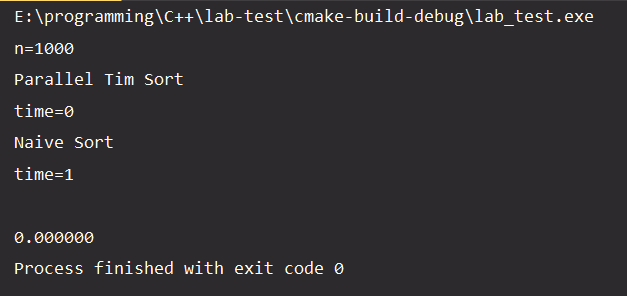 E:\programming\C++\lab-test\cmake-build-debug\lab_test.exe
n=1000
Parallel Tim Sort
time=0
Naive Sort
time=1
0.000000
Process finished with exit code 0